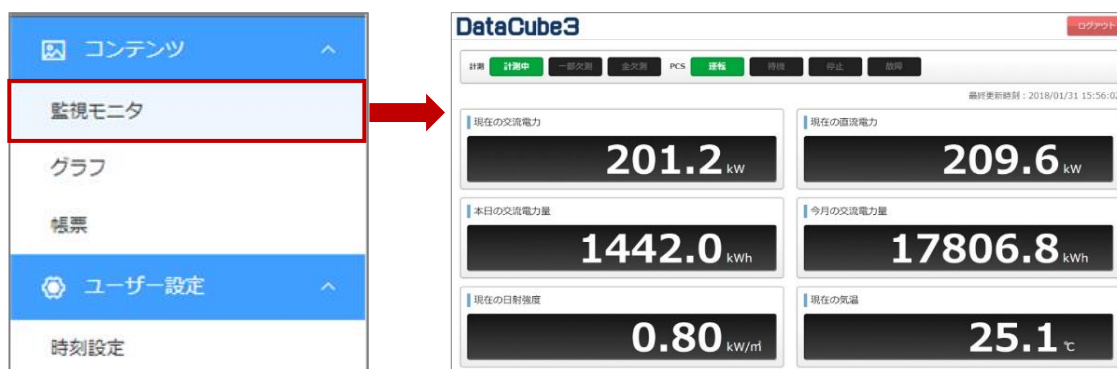 コンテンツ
監視モニタ
グラフ
帳票
ユーザー設定
時刻設定
DataCube3
ログアウト
計測 計測中 一部欠測 全欠測 PCS 運転 待機 停止 故障
最終更新時刻：2018/01/31 15:56:02
現在の交流電力
201.2 kW
現在の直流電力
209.6 kW
本日の交流電力量
1442.0 kWh
今月の交流電力量
17806.8 kWh
現在の日射強度
0.80 kW/㎡
現在の気温
25.1 ℃